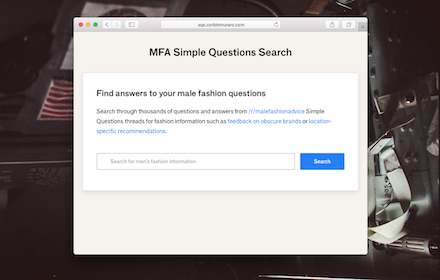 sqs.corbinmuraro.com
MFA Simple Questions Search
Find answers to your male fashion questions
Search through thousands of questions and answers from /r/malefashionadvice Simple
Questions threads for fashion information such as feedback on obscure brands or location-
specific recommendations.
Search for men's fashion information
Search